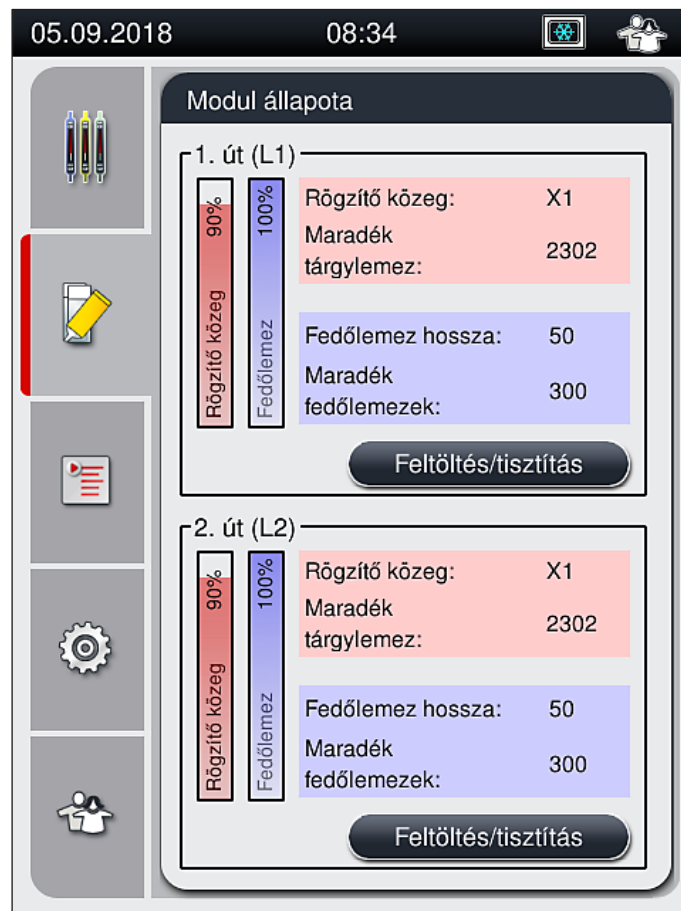 05.09.2018 08:34
Modul állapota
1. út (L1)
90%
Rögzítő közeg
100%
Fedőlemez
Rögzítő közeg: X1
Maradék
tárgylemez: 2302
Fedőlemez hossza: 50
Maradék
fedőlemezek: 300
Feltöltés/tisztítás
2. út (L2)
90%
Rögzítő közeg
100%
Fedőlemez
Rögzítő közeg: X1
Maradék
tárgylemez: 2302
Fedőlemez hossza: 50
Maradék
fedőlemezek: 300
Feltöltés/tisztítás